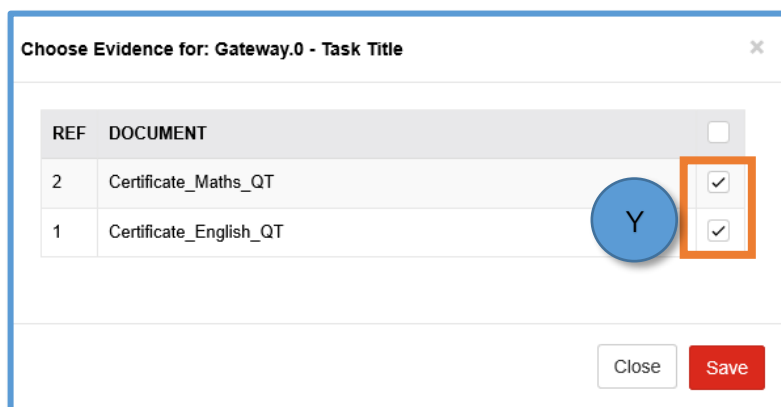 Choose Evidence for: Gateway.0 - Task Title ×
REF DOCUMENT
2 Certificate_Maths_QT
1 Certificate_English_QT
Y
Close Save